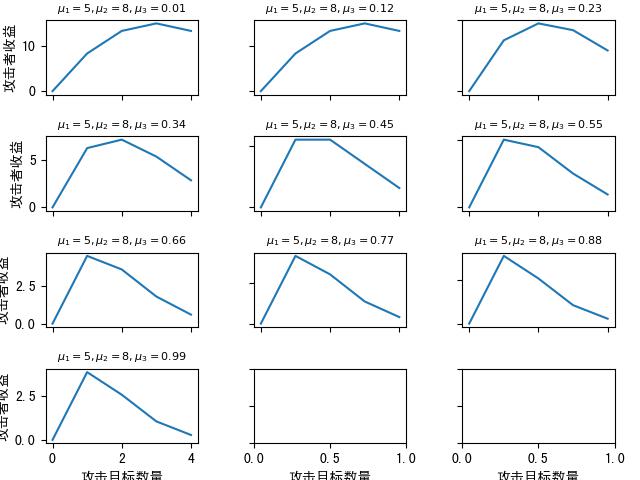 μ₁ = 5, μ₂ = 8, μ₃ = 0.01
μ₁ = 5, μ₂ = 8, μ₃ = 0.12
μ₁ = 5, μ₂ = 8, μ₃ = 0.23
攻击者收益
10
0
μ₁ = 5, μ₂ = 8, μ₃ = 0.34
μ₁ = 5, μ₂ = 8, μ₃ = 0.45
μ₁ = 5, μ₂ = 8, μ₃ = 0.55
攻击者收益
5
0
μ₁ = 5, μ₂ = 8, μ₃ = 0.66
μ₁ = 5, μ₂ = 8, μ₃ = 0.77
μ₁ = 5, μ₂ = 8, μ₃ = 0.88
攻击者收益
2.5
0.0
μ₁ = 5, μ₂ = 8, μ₃ = 0.99
攻击者收益
2.5
0.0
0 2 4
0.0 0.5 1.0
0.0 0.5 1.0
攻击目标数量
攻击目标数量
攻击目标数量